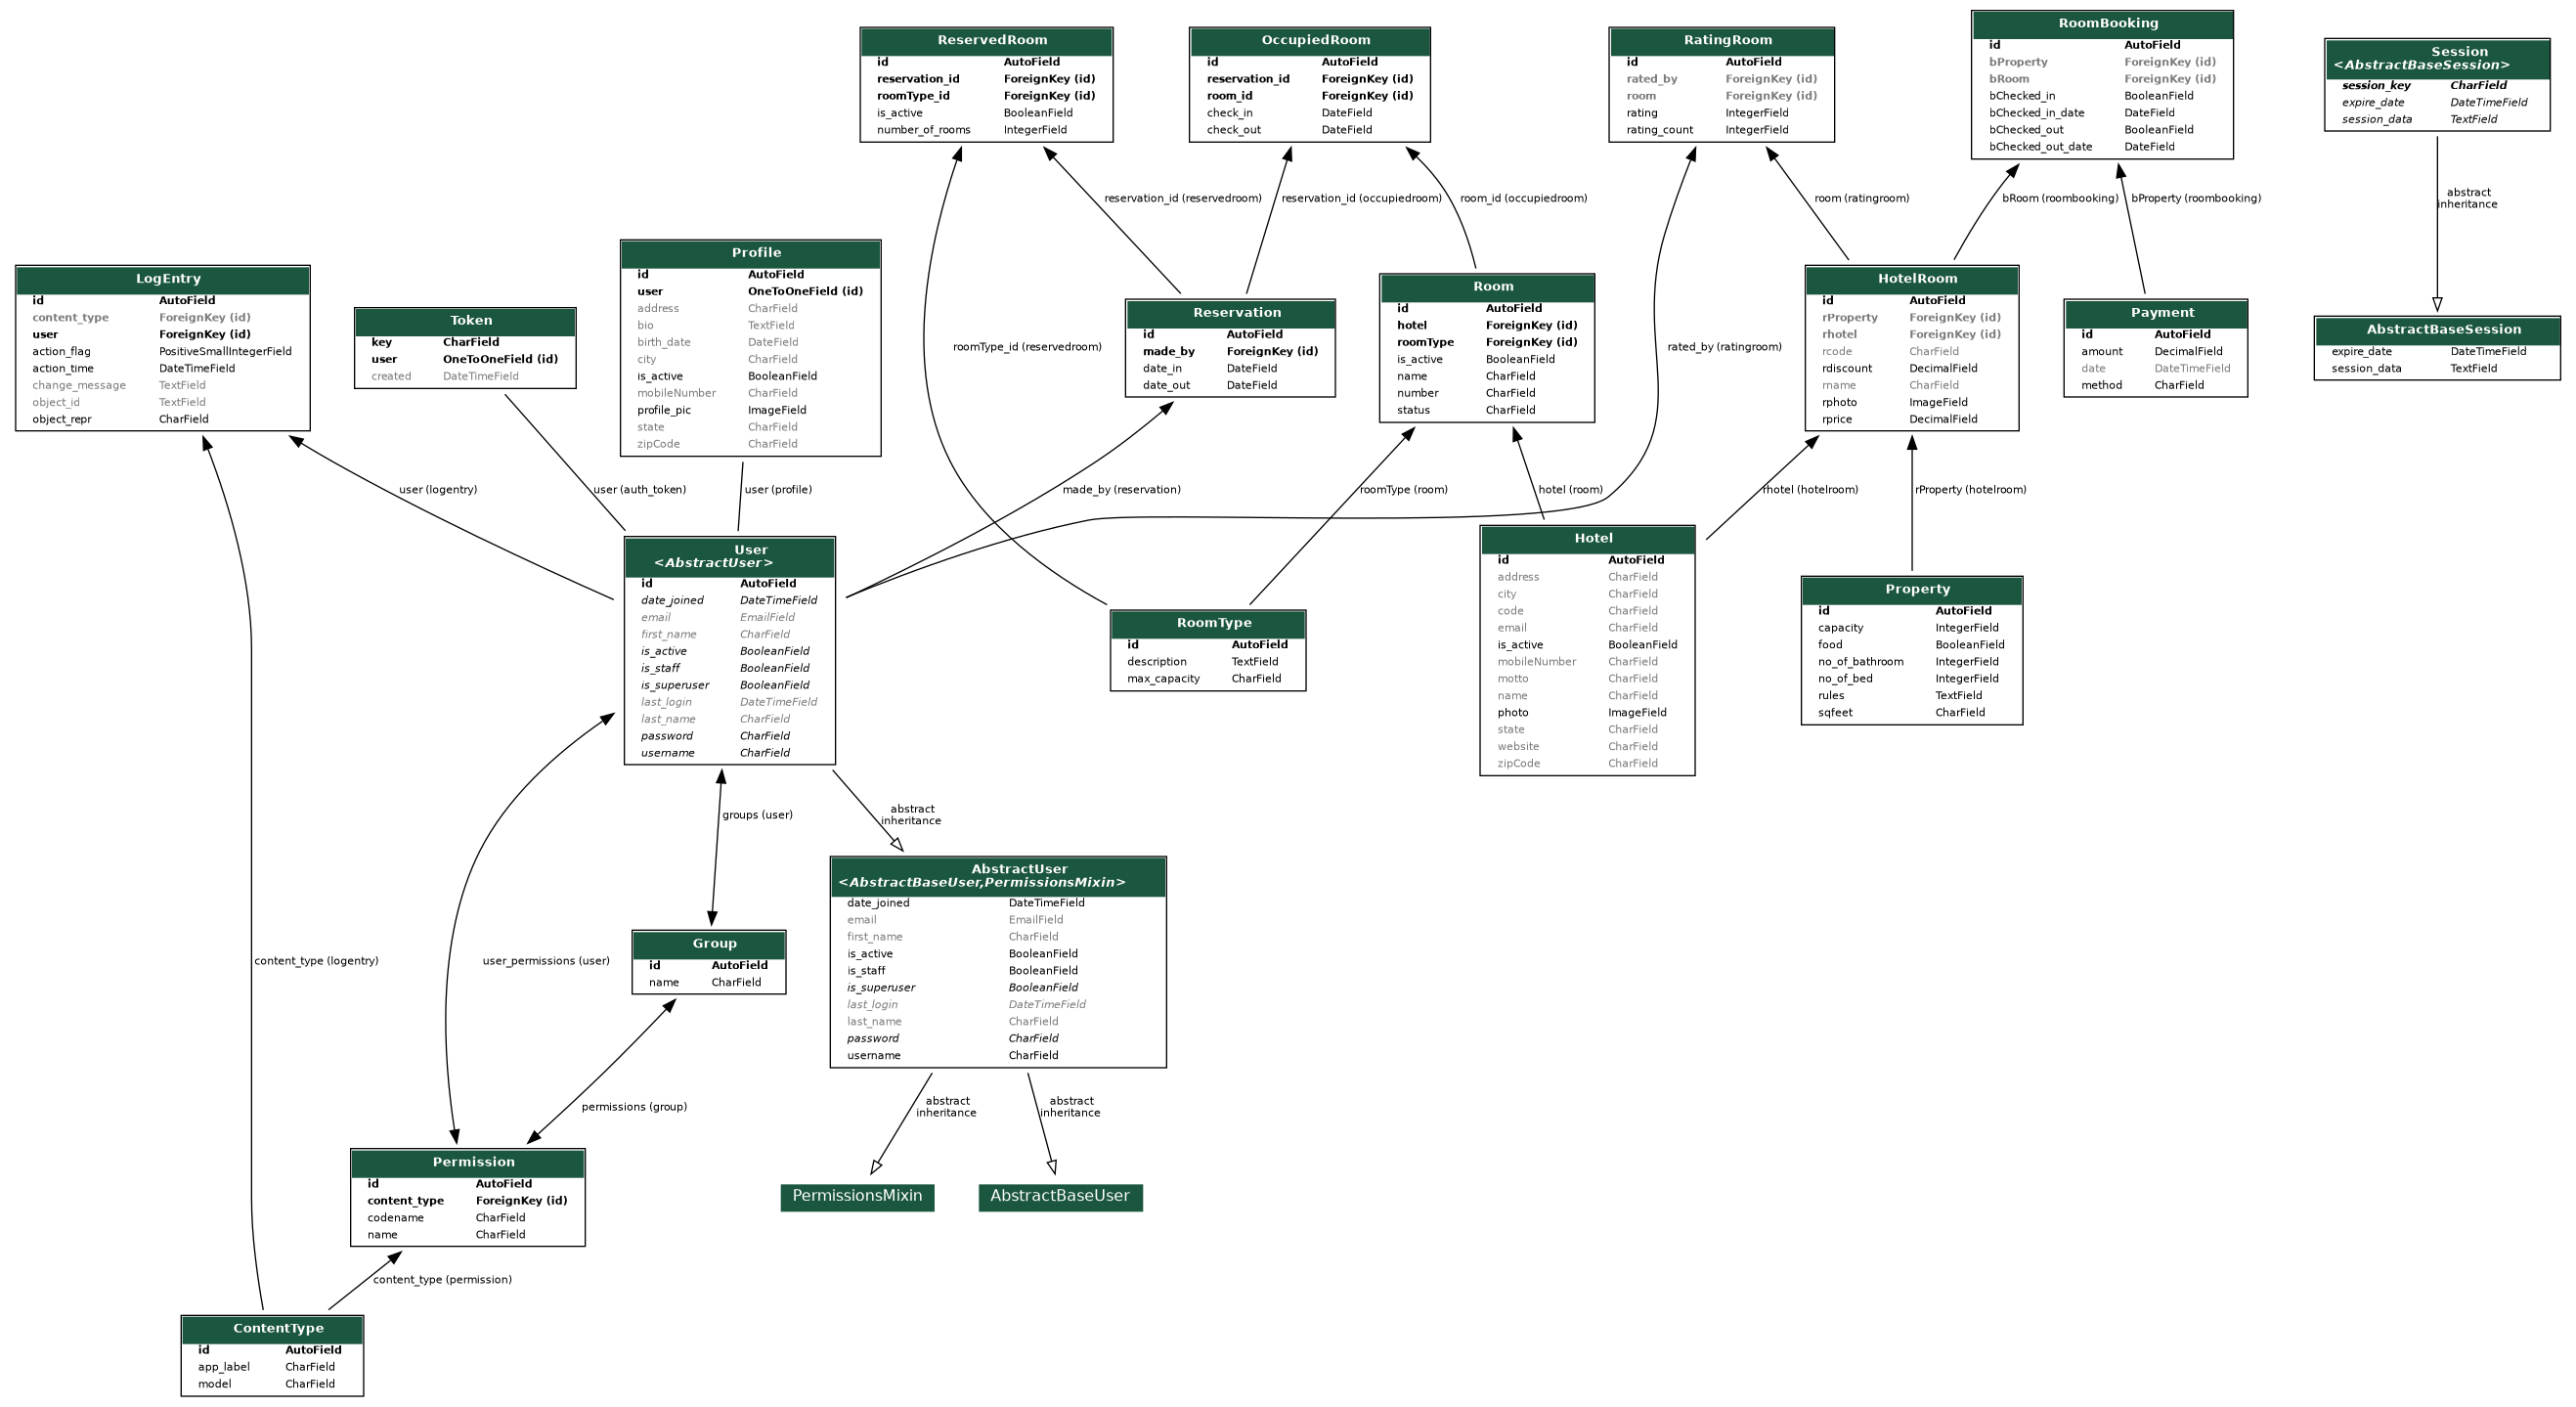 ReservedRoom
id AutoField
reservation_id ForeignKey (id)
roomType_id ForeignKey (id)
is_active BooleanField
number_of_rooms IntegerField
OccupiedRoom
id AutoField
reservation_id ForeignKey (id)
room_id ForeignKey (id)
check_in DateField
check_out DateField
RatingRoom
id AutoField
rated_by ForeignKey (id)
room ForeignKey (id)
rating IntegerField
rating_count IntegerField
RoomBooking
id AutoField
bProperty ForeignKey (id)
bRoom ForeignKey (id)
bChecked_in BooleanField
bChecked_in_date DateField
bChecked_out BooleanField
bChecked_out_date DateField
Session
<AbstractBaseSession>
session_key CharField
expire_date DateTimeField
session_data TextField
reservation_id (reservedroom)
reservation_id (occupiedroom)
room_id (occupiedroom)
room (ratingroom)
bRoom (roombooking)
bProperty (roombooking)
abstract
inheritance
LogEntry
id AutoField
content_type ForeignKey (id)
user ForeignKey (id)
action_flag PositiveSmallIntegerField
action_time DateTimeField
change_message TextField
object_id TextField
object_repr CharField
Token
key CharField
user OneToOneField (id)
created DateTimeField
Profile
id AutoField
user OneToOneField (id)
address CharField
bio TextField
birth_date DateField
city CharField
is_active BooleanField
mobileNumber CharField
profile_pic ImageField
state CharField
zipCode CharField
roomType_id (reservedroom)
Reservation
id AutoField
made_by ForeignKey (id)
date_in DateField
date_out DateField
Room
id AutoField
hotel ForeignKey (id)
roomType ForeignKey (id)
is_active BooleanField
name CharField
number CharField
status CharField
rated_by (ratingroom)
HotelRoom
id AutoField
rProperty ForeignKey (id)
rhotel ForeignKey (id)
rcode CharField
rdiscount DecimalField
rname CharField
rphoto ImageField
rprice DecimalField
Payment
id AutoField
amount DecimalField
date DateTimeField
method CharField
AbstractBaseSession
expire_date DateTimeField
session_data TextField
user (logentry)
user (auth_token)
user (profile)
made_by (reservation)
roomType (room)
hotel (room)
rhotel (hotelroom)
rProperty (hotelroom)
User
<AbstractUser>
id AutoField
date_joined DateTimeField
email EmailField
first_name CharField
is_active BooleanField
is_staff BooleanField
is_superuser BooleanField
last_login DateTimeField
last_name CharField
password CharField
username CharField
RoomType
id AutoField
description TextField
max_capacity CharField
Hotel
id AutoField
address CharField
city CharField
code CharField
email CharField
is_active BooleanField
mobileNumber CharField
motto CharField
name CharField
photo ImageField
state CharField
website CharField
zipCode CharField
Property
id AutoField
capacity IntegerField
food BooleanField
no_of_bathroom IntegerField
no_of_bed IntegerField
rules TextField
sqfeet CharField
groups (user)
abstract
inheritance
AbstractUser
<AbstractBaseUser,PermissionsMixin>
date_joined DateTimeField
email EmailField
first_name CharField
is_active BooleanField
is_staff BooleanField
is_superuser BooleanField
last_login DateTimeField
last_name CharField
password CharField
username CharField
content_type (logentry)
user_permissions (user)
Group
id AutoField
name CharField
permissions (group)
abstract
inheritance
abstract
inheritance
Permission
id AutoField
content_type ForeignKey (id)
codename CharField
name CharField
PermissionsMixin
AbstractBaseUser
content_type (permission)
ContentType
id AutoField
app_label CharField
model CharField